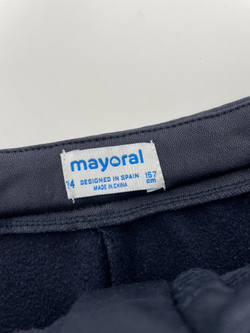 mayoral
14 DESIGNED IN SPAIN 157
MADE IN CHINA cm